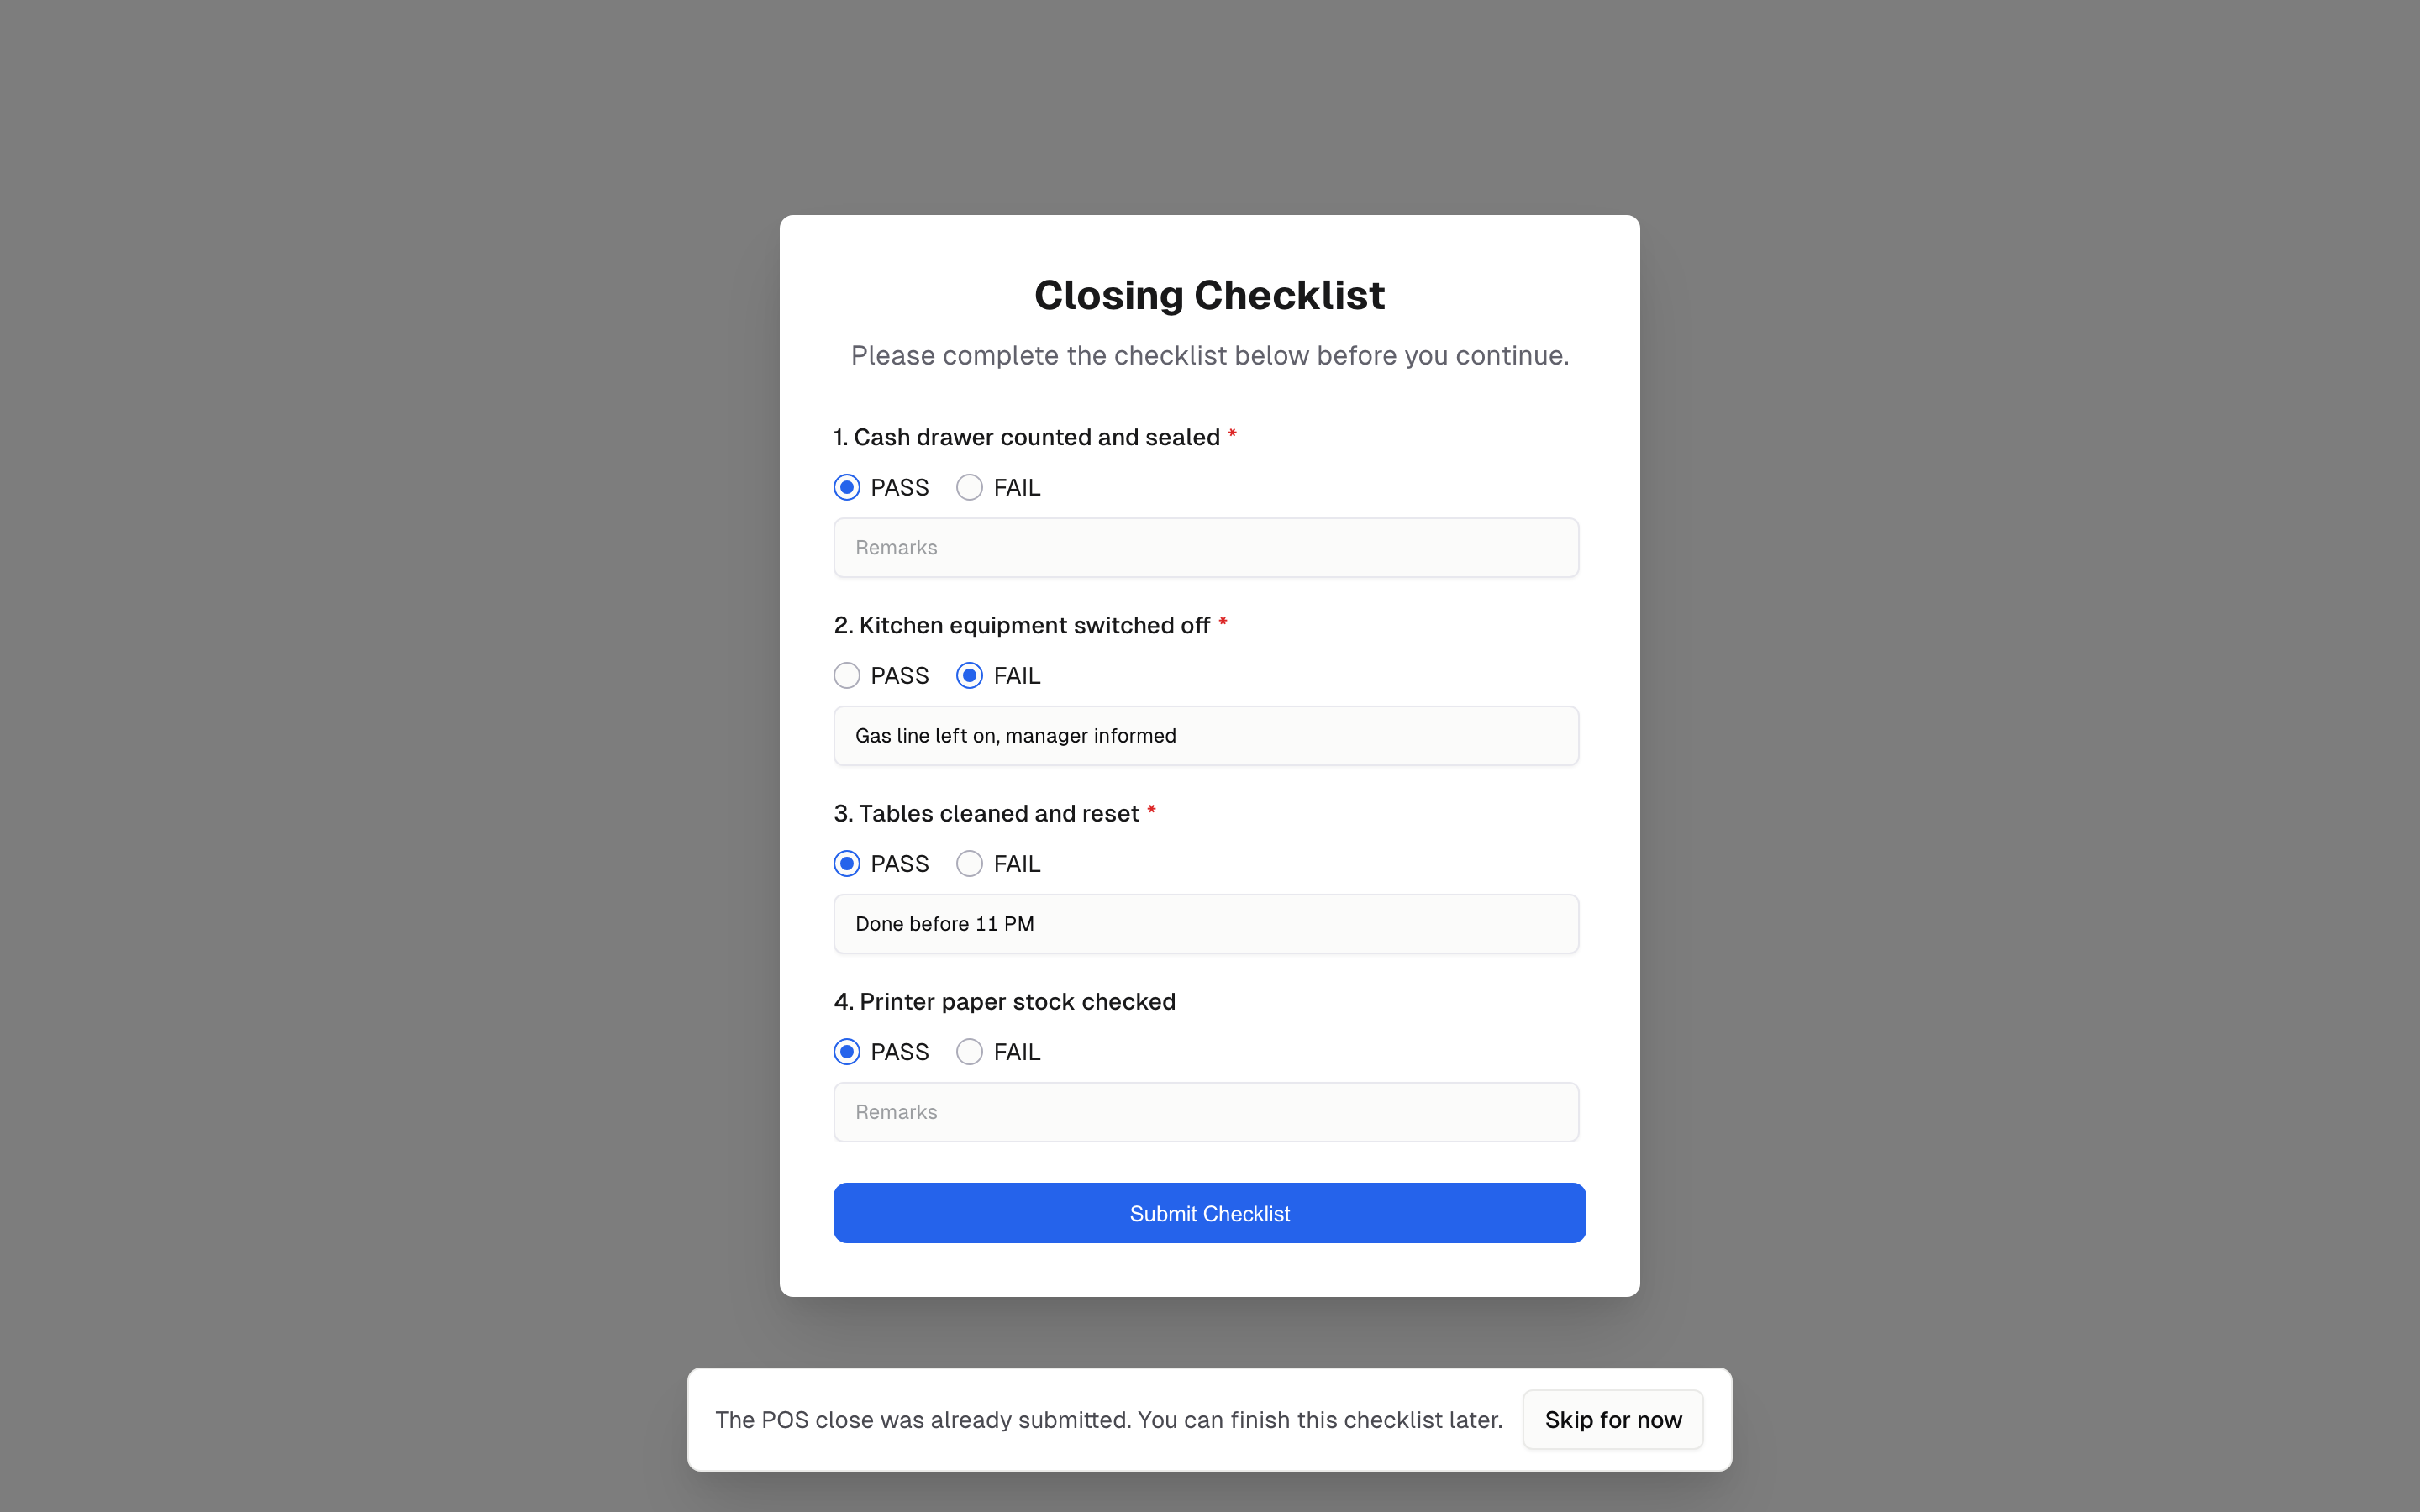 Closing Checklist
Please complete the checklist below before you continue.
1. Cash drawer counted and sealed *
PASS FAIL
Remarks
2. Kitchen equipment switched off *
PASS FAIL
Gas line left on, manager informed
3. Tables cleaned and reset *
PASS FAIL
Done before 11 PM
4. Printer paper stock checked
PASS FAIL
Remarks
Submit Checklist
The POS close was already submitted. You can finish this checklist later. Skip for now